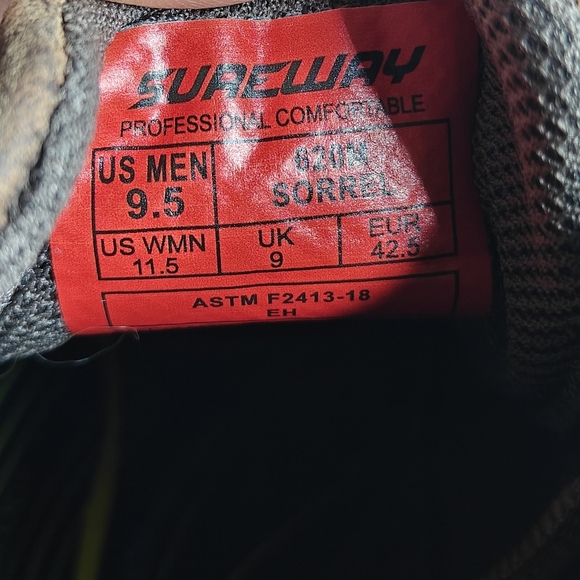 SUREWAY
PROFESSIONAL COMFORTABLE
US MEN
9.5
SORREL
US WMN
11.5
UK
9
EUR
42.5
ASTM F2413-18
EH